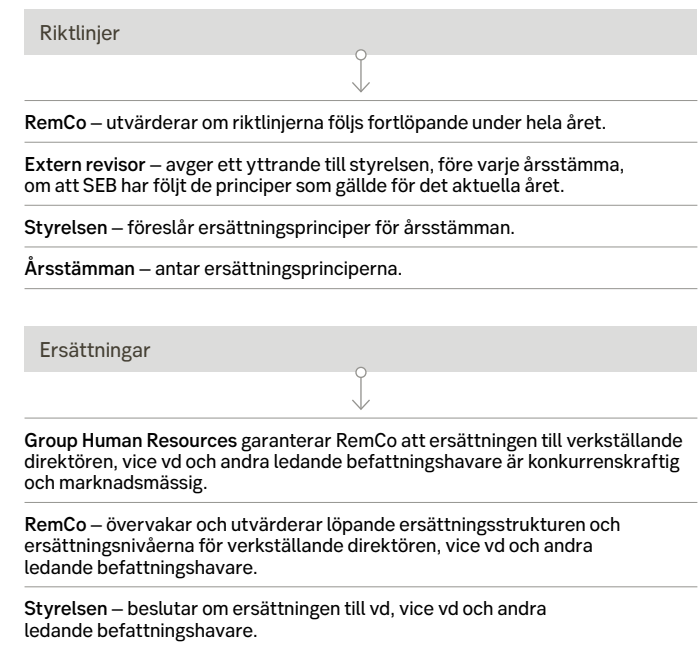 Riktlinjer
RemCo – utvärderar om riktlinjerna följs fortlöpande under hela året.
Extern revisor – avger ett yttrande till styrelsen, före varje årsstämma,
om att SEB har följt de principer som gällde för det aktuella året.
Styrelsen – föreslår ersättningsprinciper för årsstämman.
Årsstämman – antar ersättningsprinciperna.
Ersättningar
Group Human Resources garanterar RemCo att ersättningen till verkställande
direktören, vice vd och andra ledande befattningshavare är konkurrenskraftig
och marknadsmässig.
RemCo – övervakar och utvärderar löpande ersättningsstrukturen och
ersättningsnivåerna för verkställande direktören, vice vd och andra
ledande befattningshavare.
Styrelsen – beslutar om ersättningen till vd, vice vd och andra
ledande befattningshavare.